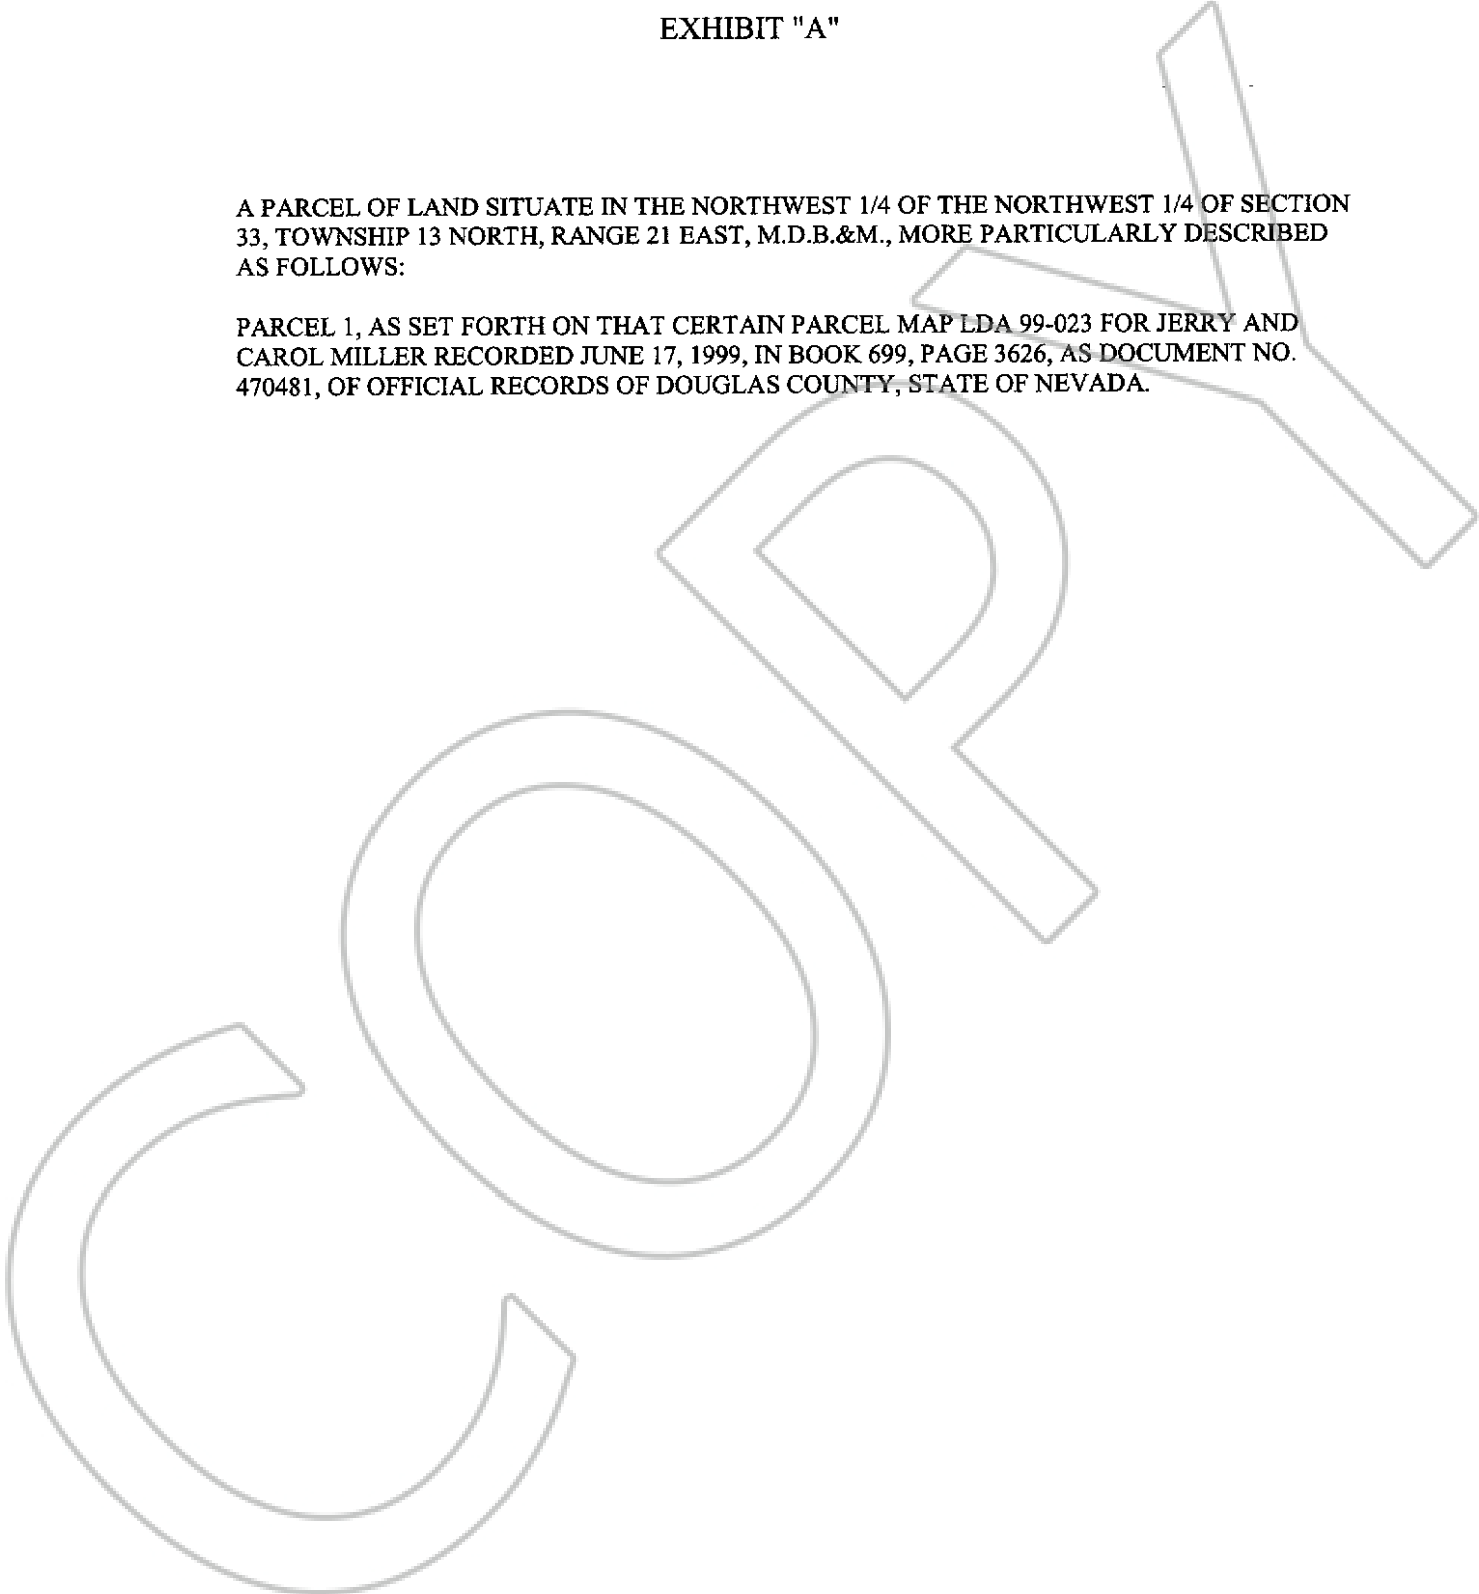 EXHIBIT "A"
A PARCEL OF LAND SITUATE IN THE NORTHWEST 1/4 OF THE NORTHWEST 1/4 OF SECTION
33, TOWNSHIP 13 NORTH, RANGE 21 EAST, M.D.B.&M., MORE PARTICULARLY DESCRIBED
AS FOLLOWS:
PARCEL 1, AS SET FORTH ON THAT CERTAIN PARCEL MAP LDA 99-023 FOR JERRY AND
CAROL MILLER RECORDED JUNE 17, 1999, IN BOOK 699, PAGE 3626, AS DOCUMENT NO.
470481, OF OFFICIAL RECORDS OF DOUGLAS COUNTY, STATE OF NEVADA.
COPY